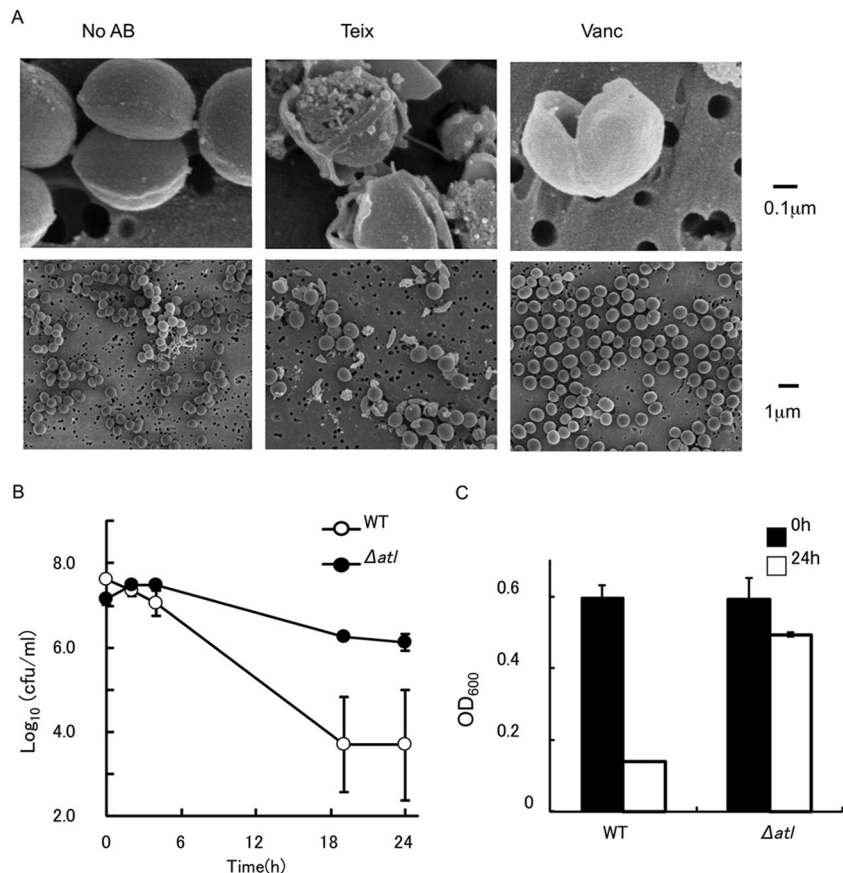 A
No AB Teix Vanc
0.1μm
1μm
B
WT
Δatl
8.0
6.0
4.0
2.0
Log10 (cfu/ml)
0 6 12 18 24
Time(h)
C
0h
24h
0.6
0.4
0.2
0
OD600
WT Δatl